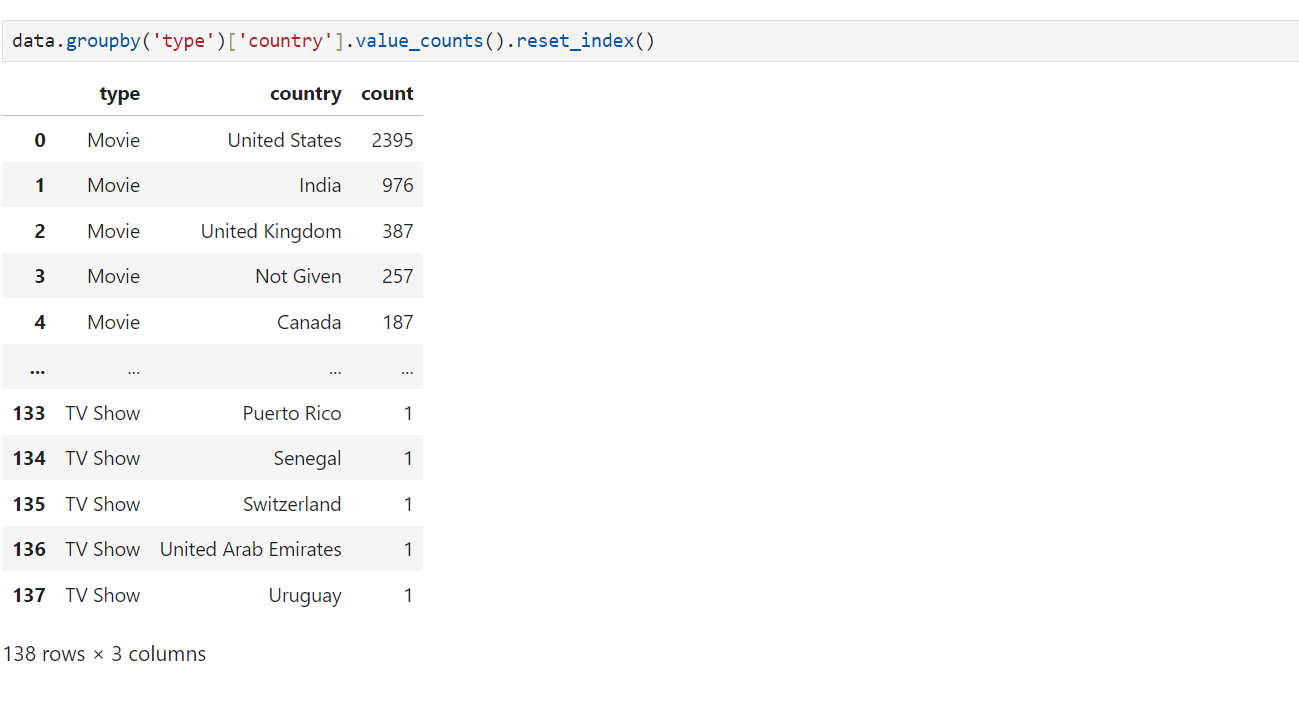 data.groupby('type')['country'].value_counts().reset_index()
type country count
0 Movie United States 2395
1 Movie India 976
2 Movie United Kingdom 387
3 Movie Not Given 257
4 Movie Canada 187
... ... ... ...
133 TV Show Puerto Rico 1
134 TV Show Senegal 1
135 TV Show Switzerland 1
136 TV Show United Arab Emirates 1
137 TV Show Uruguay 1
138 rows × 3 columns